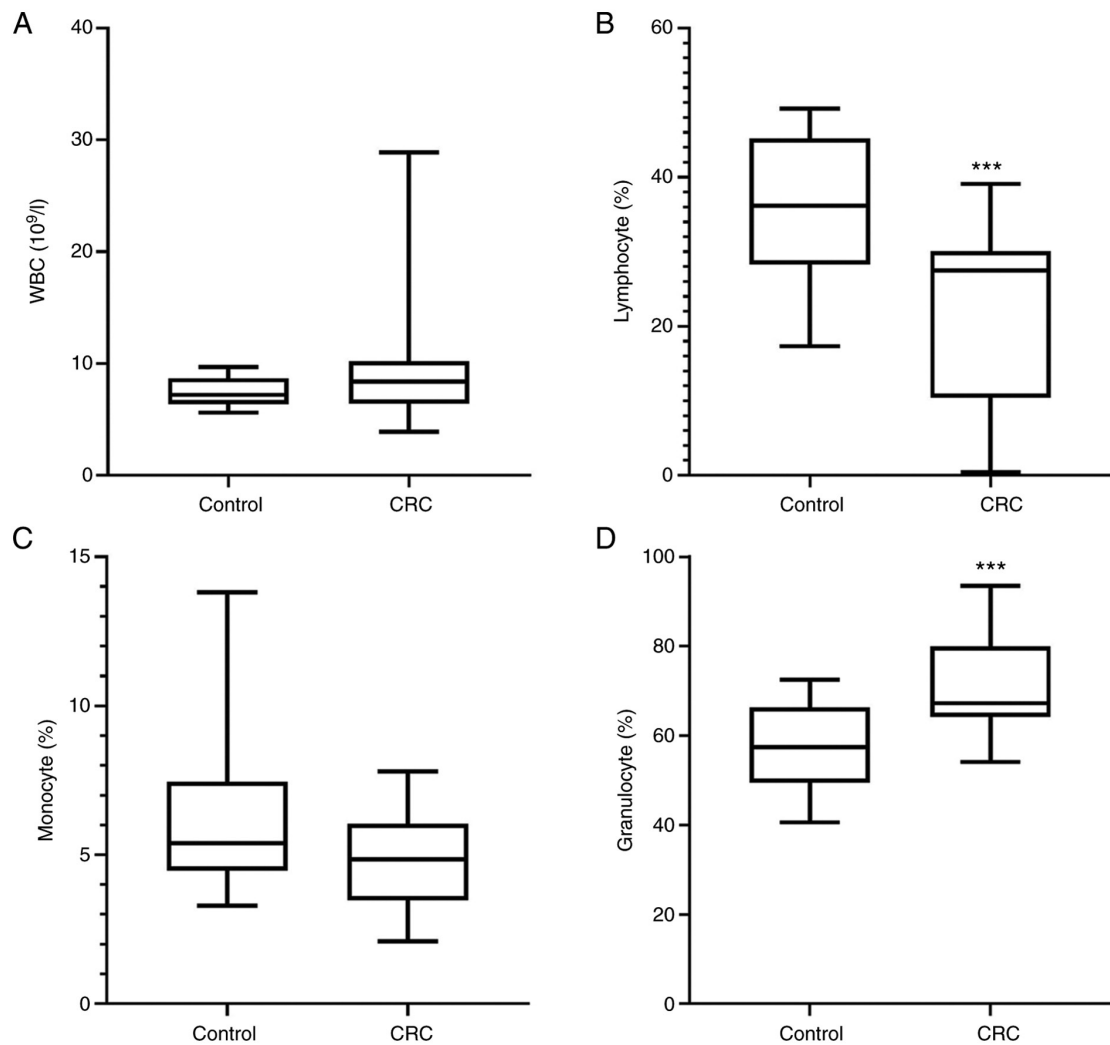 A
WBC (10⁹/l)
40
30
20
10
0
Control
CRC
B
Lymphocyte (%)
60
40
20
0
***
Control
CRC
C
Monocyte (%)
15
10
5
0
Control
CRC
D
Granulocyte (%)
100
80
60
40
20
0
***
Control
CRC